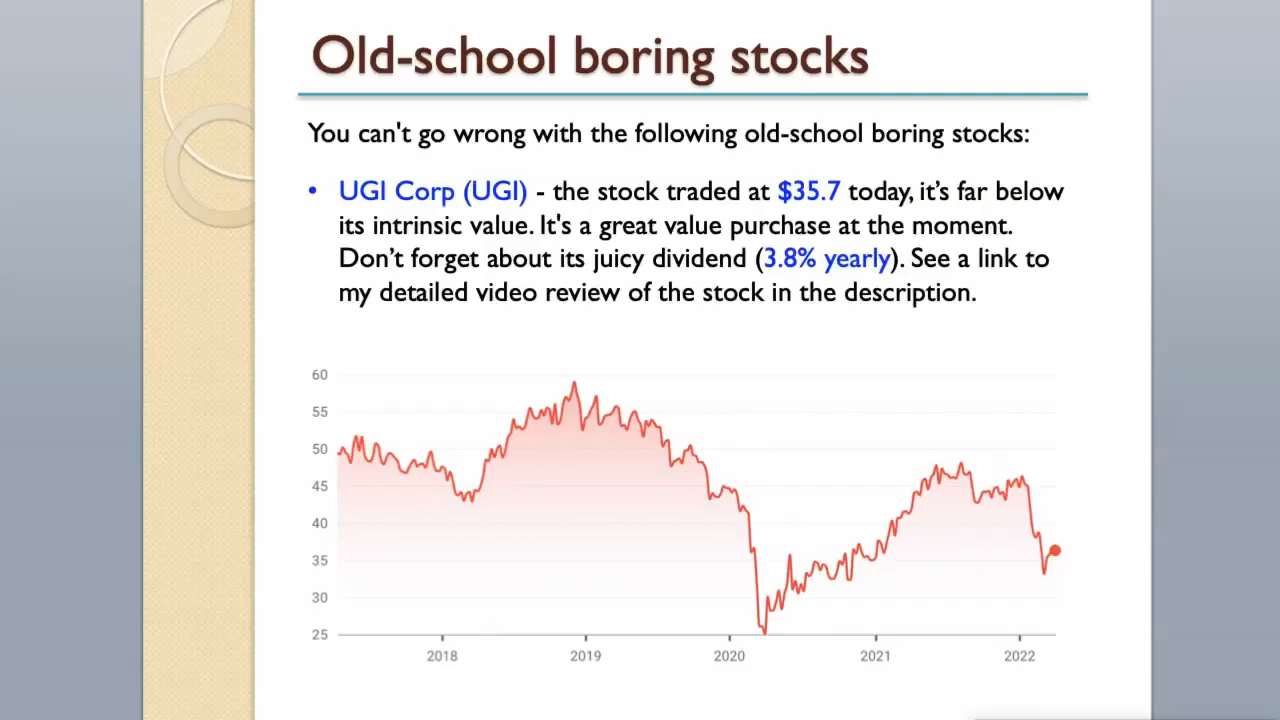 Old-school boring stocks
You can't go wrong with the following old-school boring stocks:
• UGI Corp (UGI) - the stock traded at $35.7 today, it’s far below
its intrinsic value. It's a great value purchase at the moment.
Don’t forget about its juicy dividend (3.8% yearly). See a link to
my detailed video review of the stock in the description.
60
55
50
45
40
35
30
25
2018 2019 2020 2021 2022